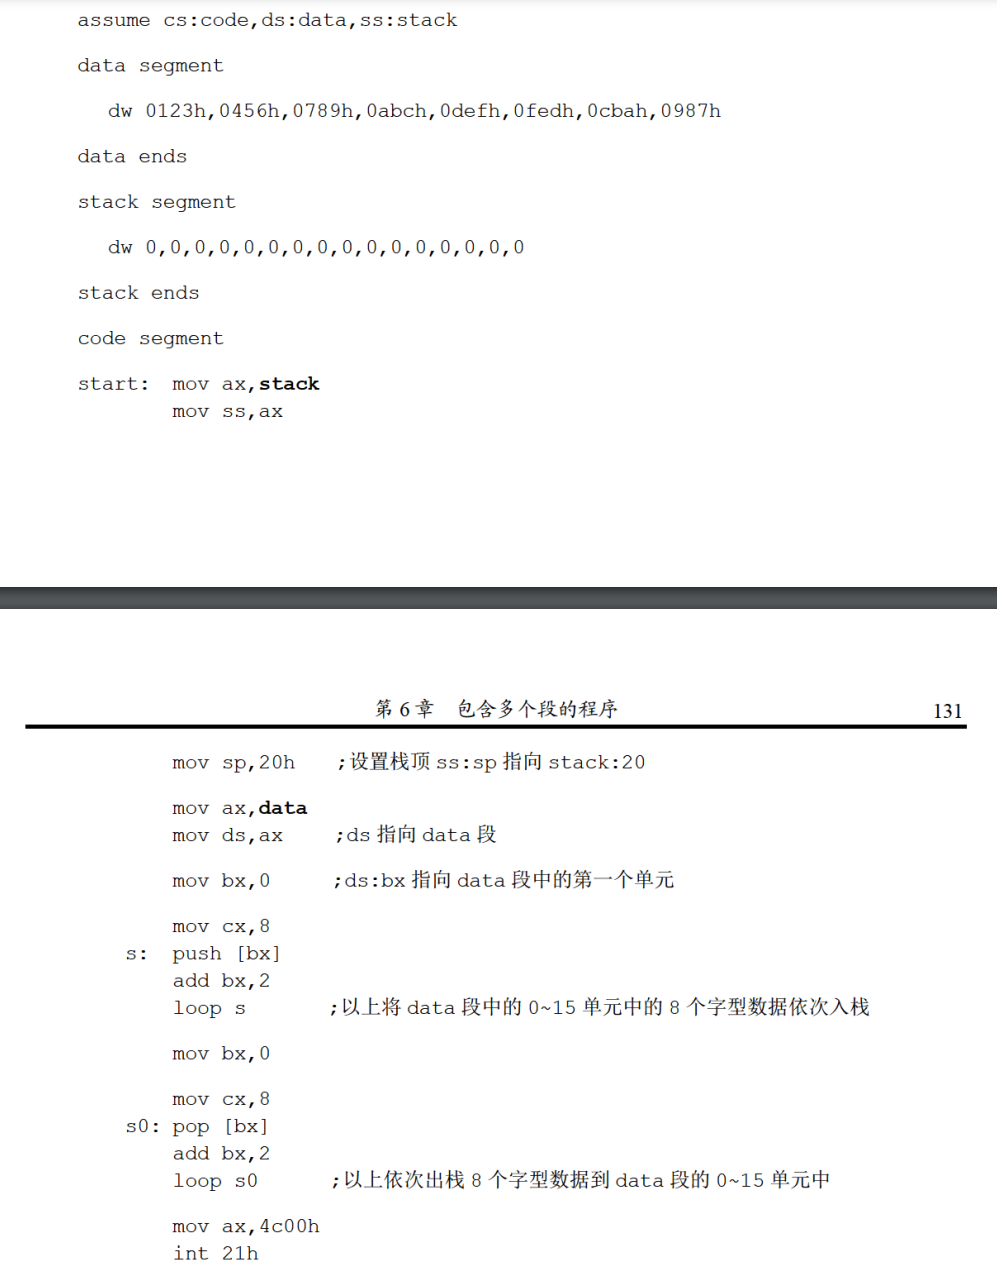 assume cs:code,ds:data,ss:stack
data segment
dw 0123h,0456h,0789h,0abch,0defh,0fedh,0cbah,0987h
data ends
stack segment
dw 0,0,0,0,0,0,0,0,0,0,0,0,0,0,0,0
stack ends
code segment
start: mov ax,stack
mov ss,ax
第 6 章 包含多个段的程序 131
mov sp,20h ;设置栈顶 ss:sp 指向 stack:20
mov ax,data
mov ds,ax ;ds 指向 data 段
mov bx,0 ;ds:bx 指向 data 段中的第一个单元
mov cx,8
s: push [bx]
add bx,2
loop s ;以上将 data 段中的 0~15 单元中的 8 个字型数据依次入栈
mov bx,0
mov cx,8
s0: pop [bx]
add bx,2
loop s0 ;以上依次出栈 8 个字型数据到 data 段的 0~15 单元中
mov ax,4c00h
int 21h